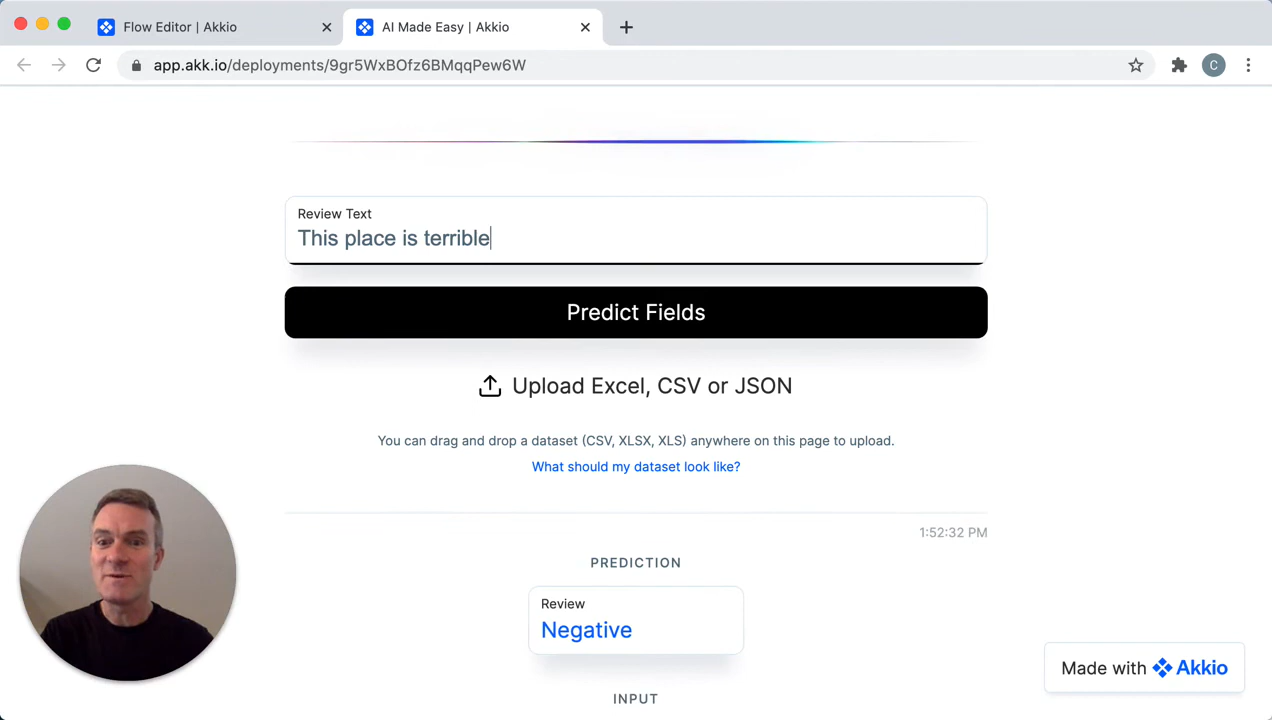 Flow Editor | Akkio
AI Made Easy | Akkio
app.akk.io/deployments/9gr5WxBOfz6BMqqPew6W
C
Review Text
This place is terrible
Predict Fields
Upload Excel, CSV or JSON
You can drag and drop a dataset (CSV, XLSX, XLS) anywhere on this page to upload.
What should my dataset look like?
1:52:32 PM
PREDICTION
Review
Negative
Made with Akkio
INPUT